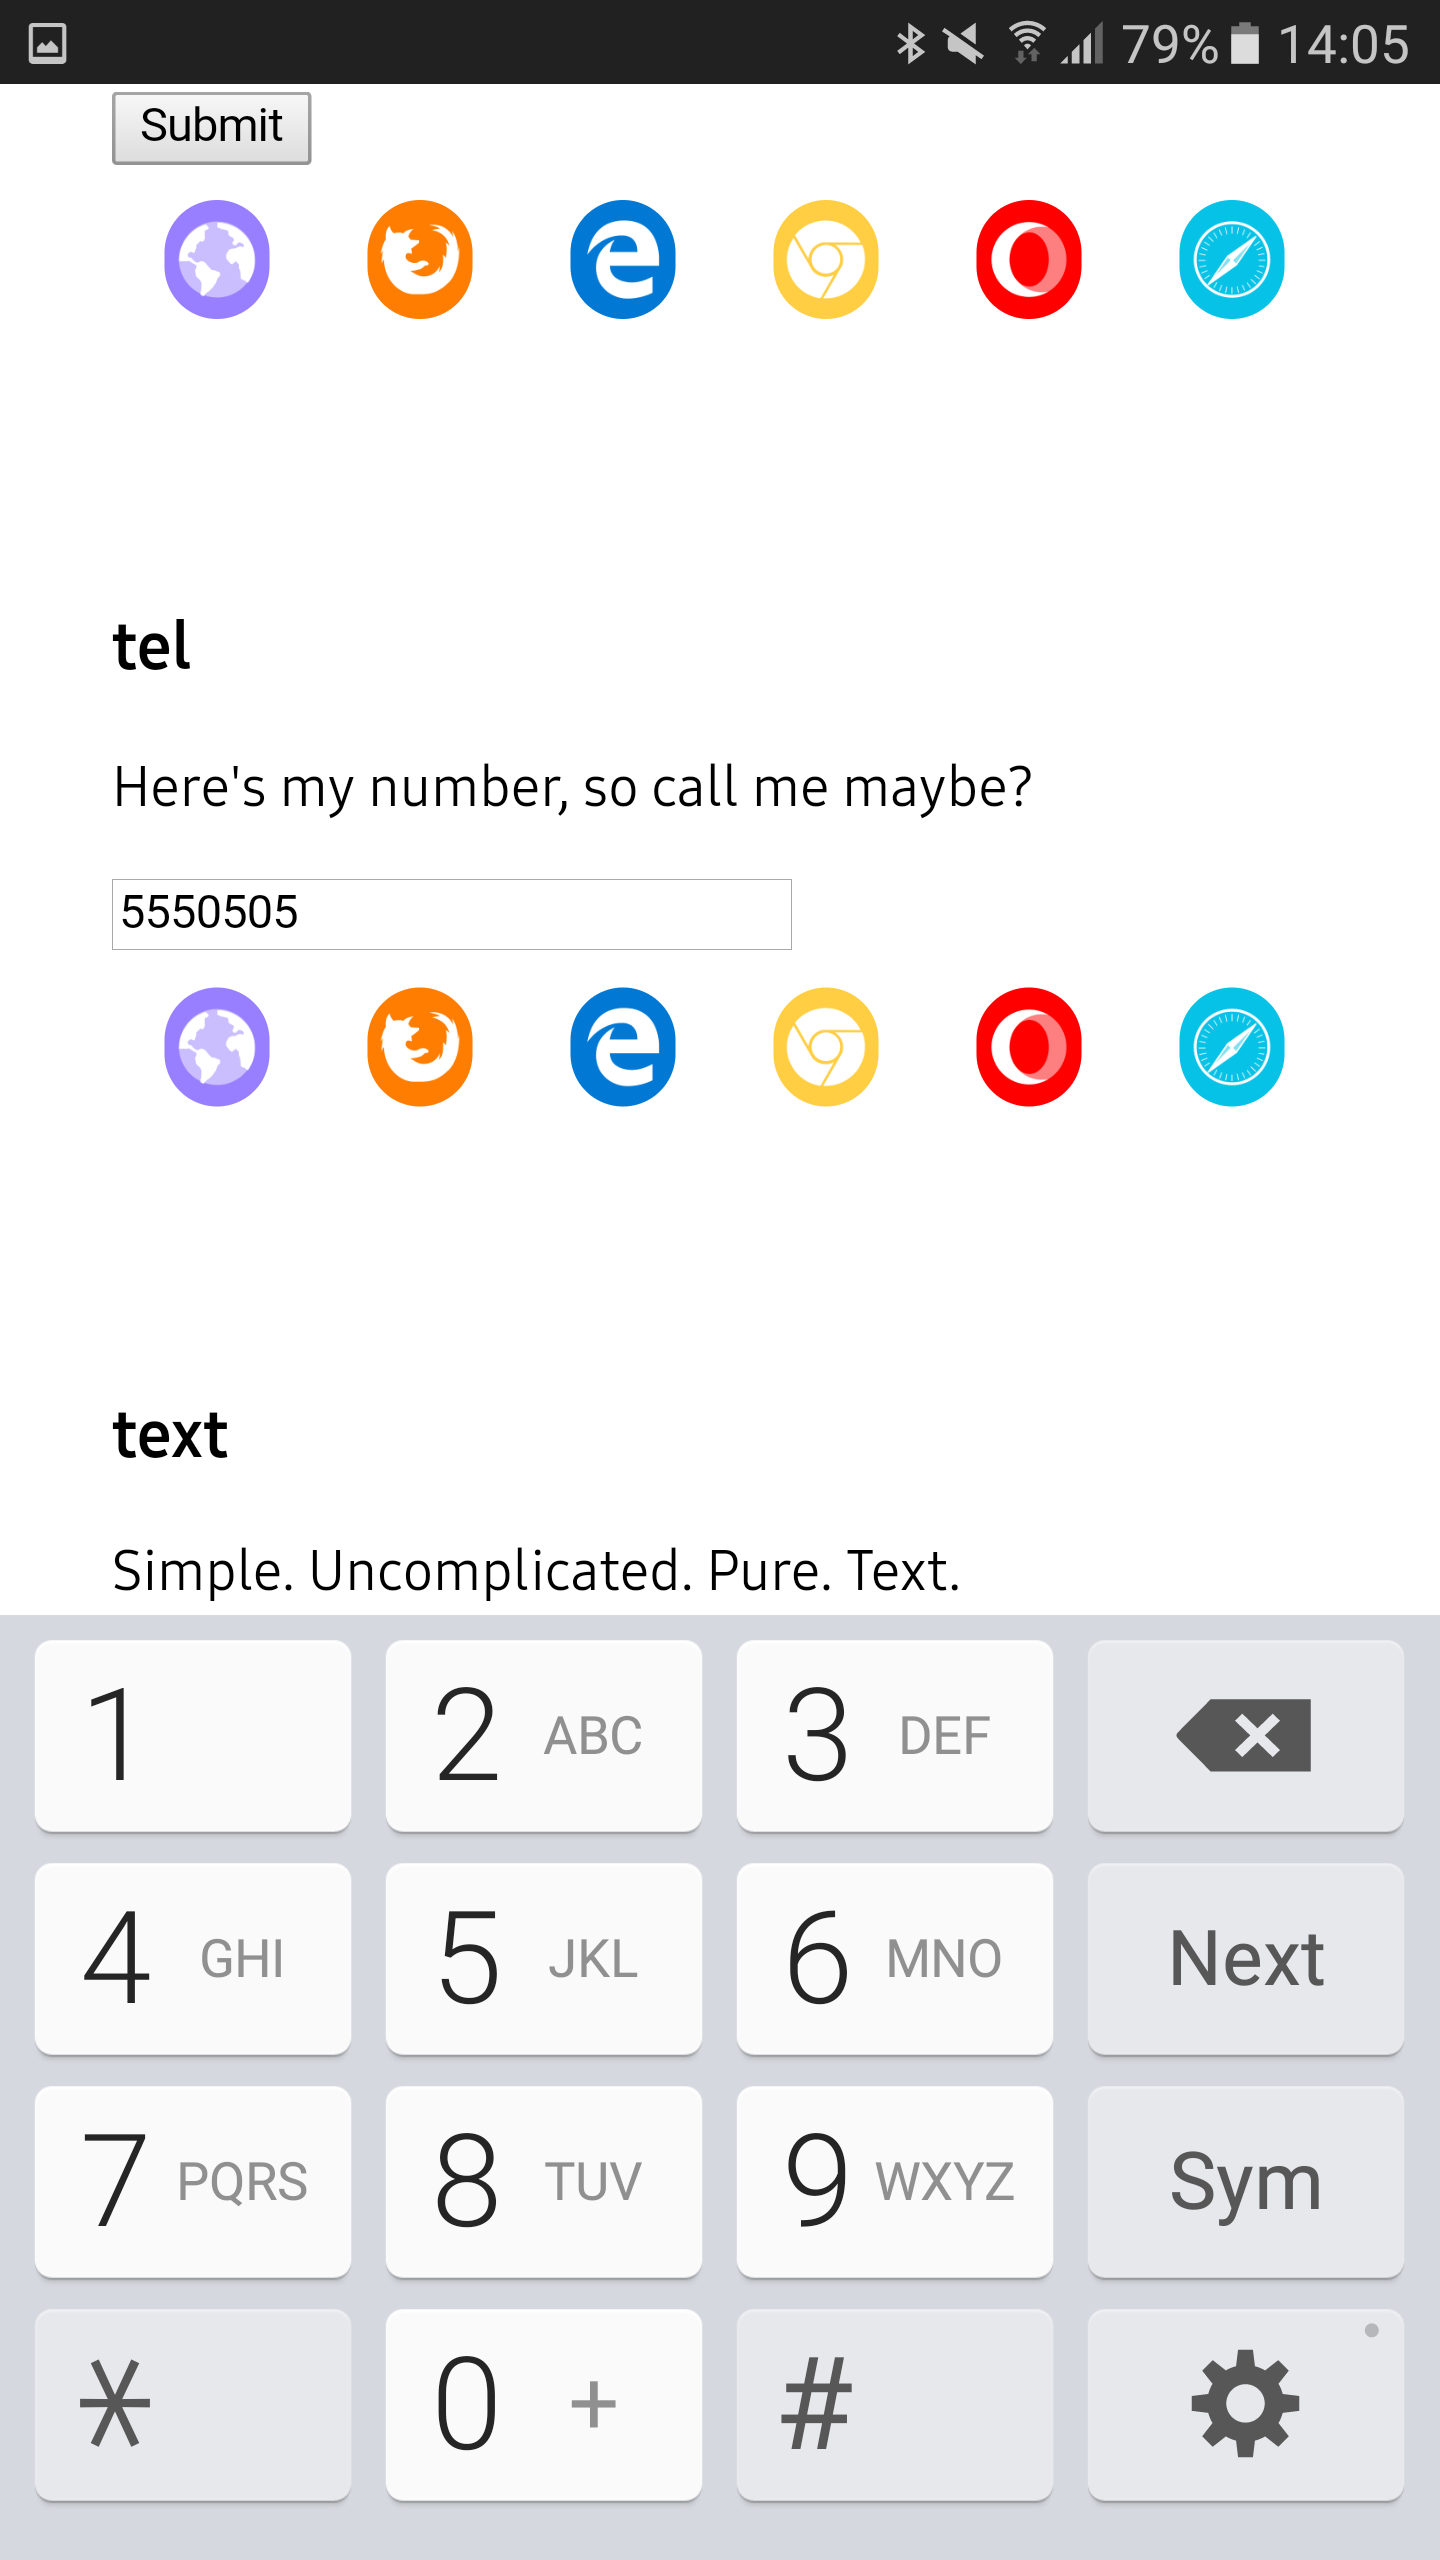 79% 14:05
Submit
tel
Here's my number, so call me maybe?
5550505
text
Simple. Uncomplicated. Pure. Text.
1 2 ABC 3 DEF
4 GHI 5 JKL 6 MNO Next
7 PQRS 8 TUV 9 WXYZ Sym
* 0 + #